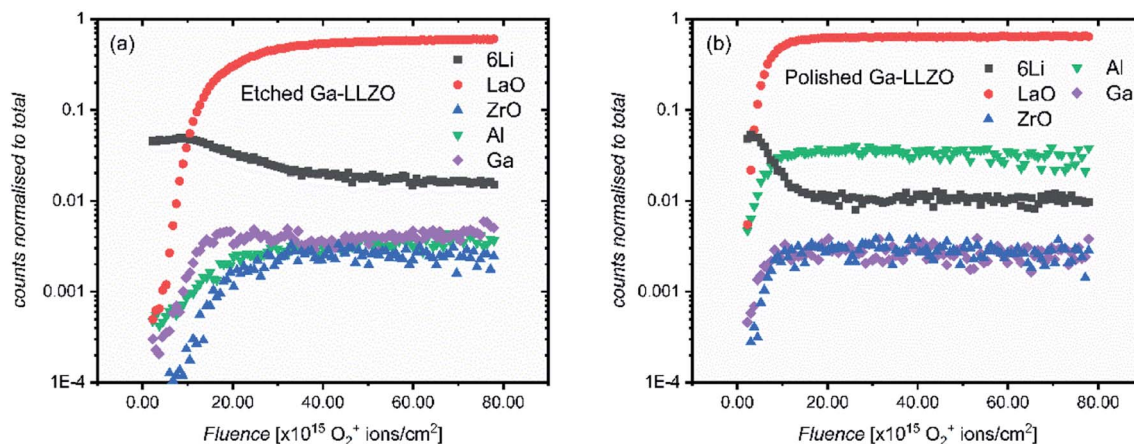 (a)
Etched Ga-LLZO
6Li
LaO
ZrO
Al
Ga
counts normalised to total
1
0.1
0.01
0.001
1E-4
0.00
20.00
40.00
60.00
80.00
Fluence [x10¹⁵ O₂⁺ ions/cm²]
(b)
Polished Ga-LLZO
6Li
LaO
ZrO
Al
Ga
counts normalised to total
1
0.1
0.01
0.001
1E-4
0.00
20.00
40.00
60.00
80.00
Fluence [x10¹⁵ O₂⁺ ions/cm²]